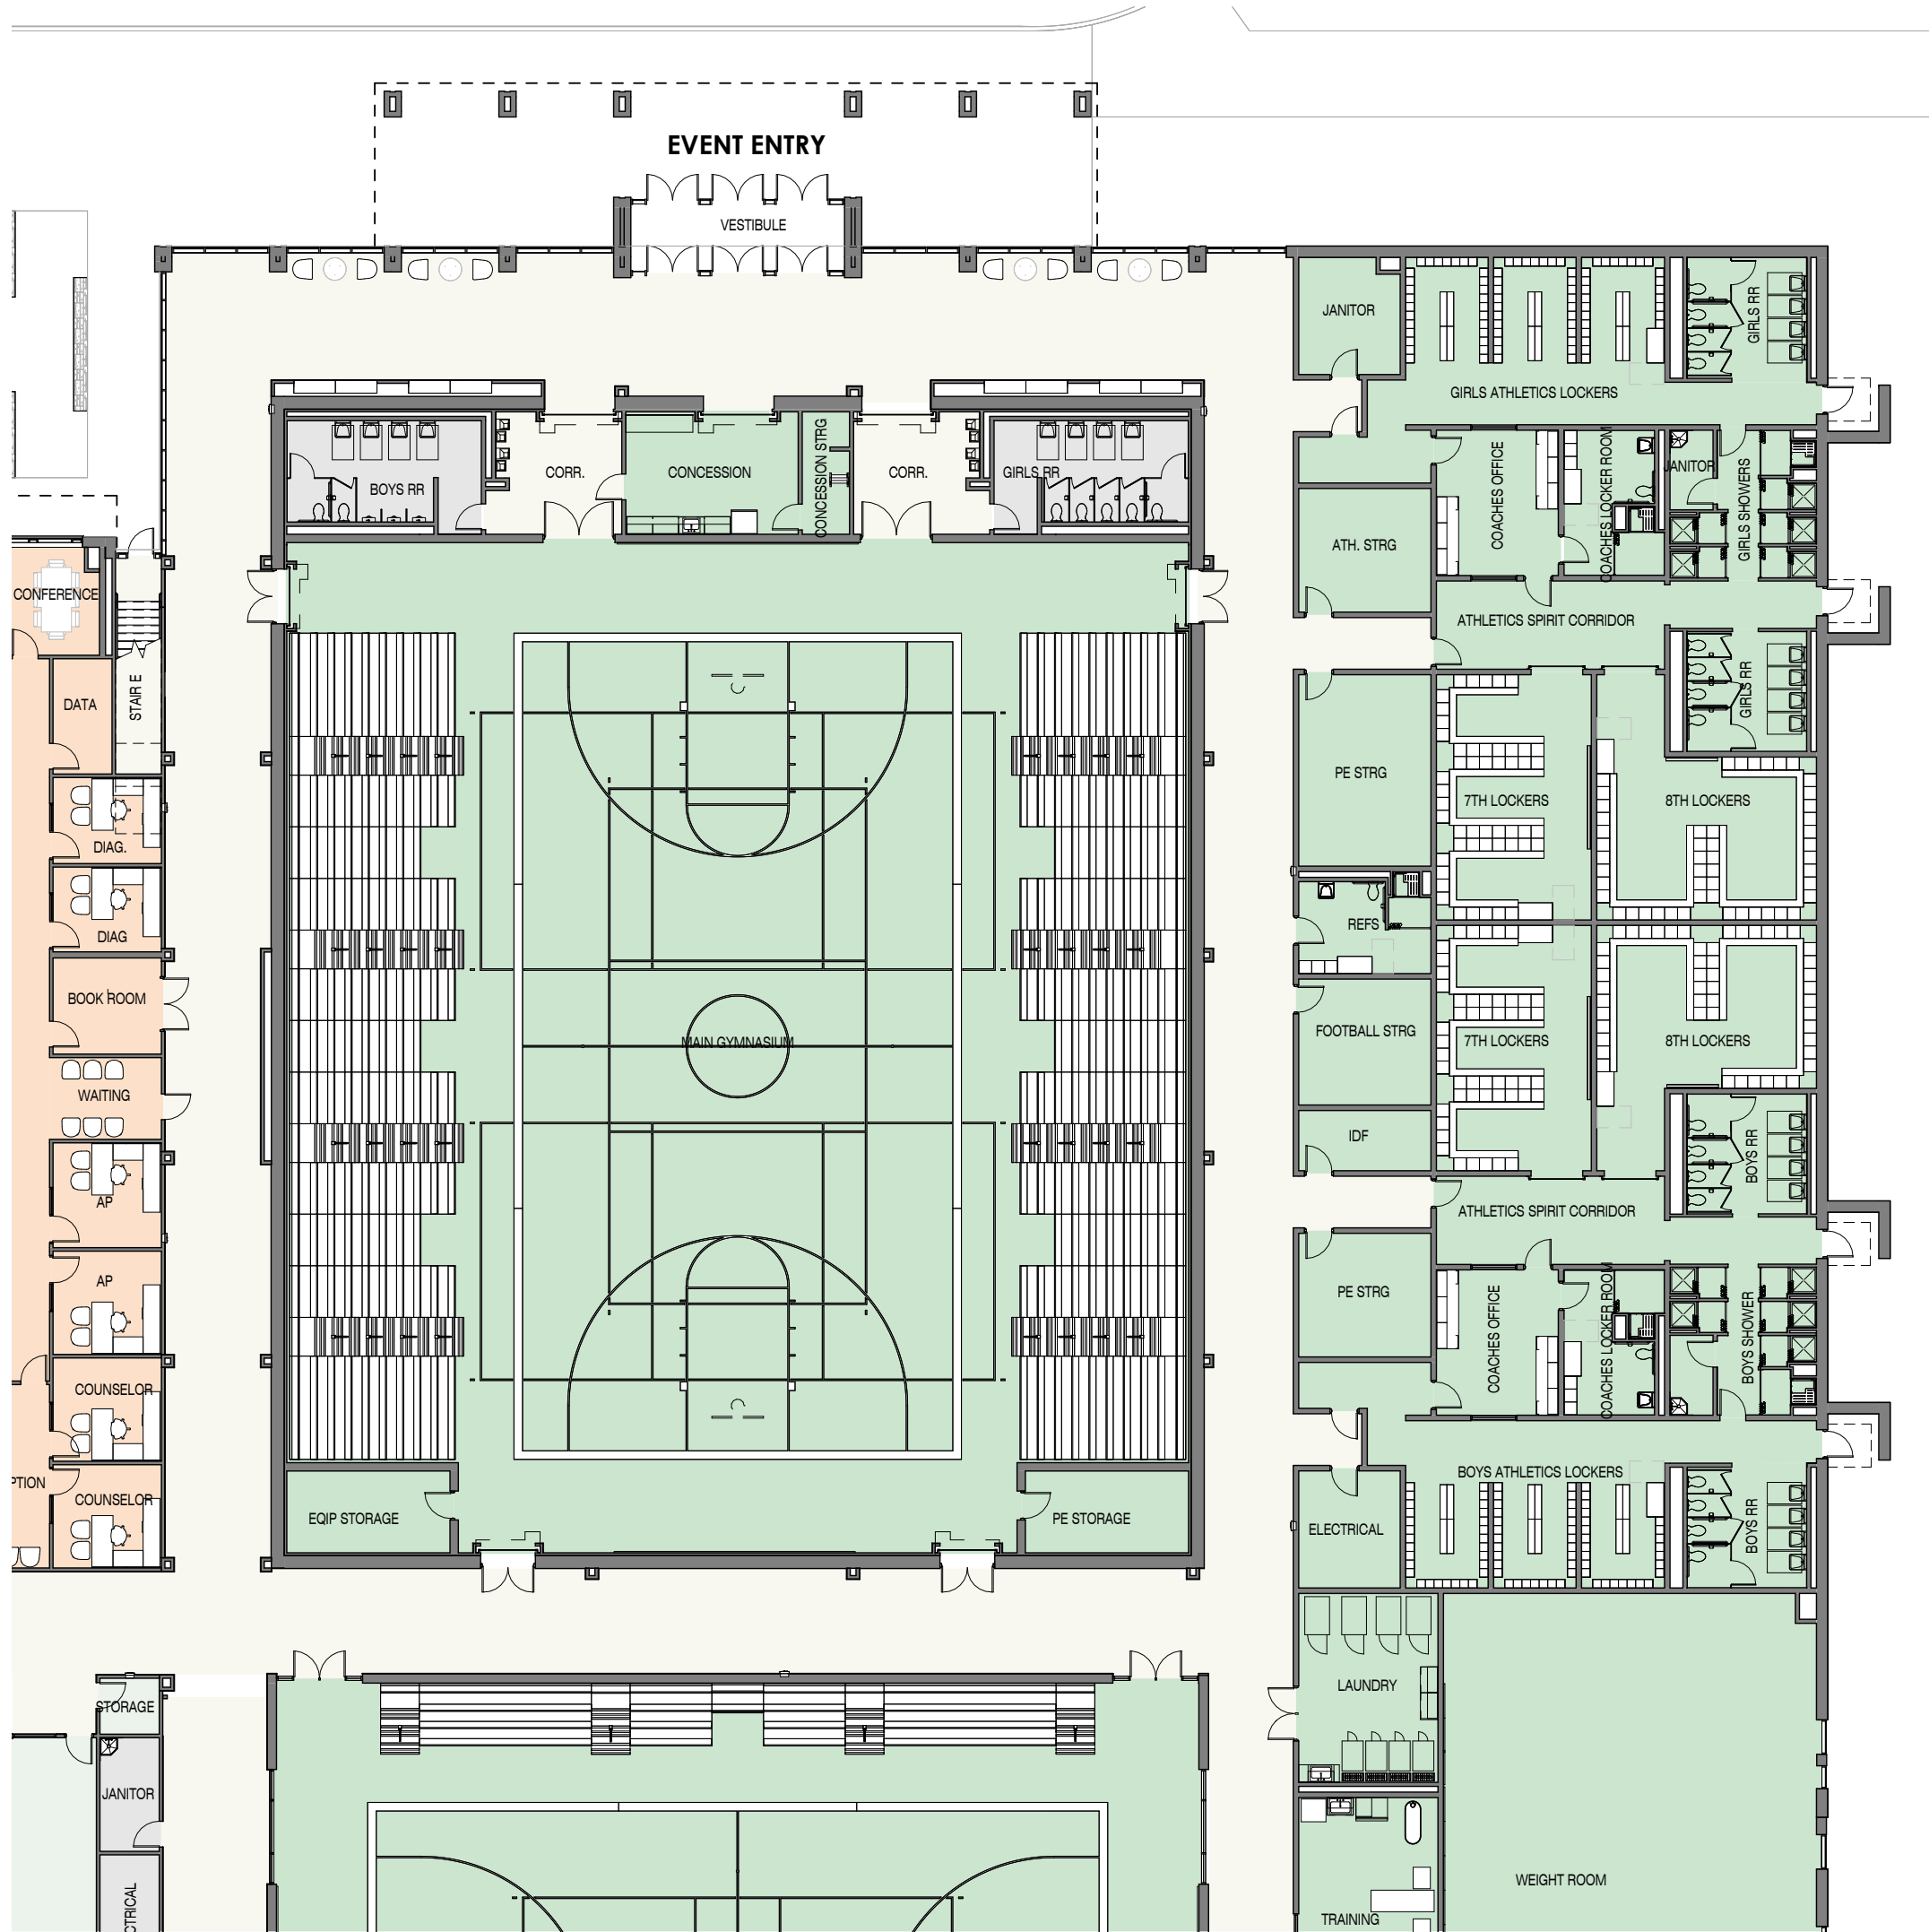 EVENT ENTRY
VESTIBULE
JANITOR
GIRLS RR
GIRLS ATHLETICS LOCKERS
BOYS RR
CORR.
CONCESSION
CONCESSION STRG
CORR.
GIRLS RR
COACHES OFFICE
COACHES LOCKER ROOM
JANITOR
GIRLS SHOWERS
ATH. STRG
CONFERENCE
ATHLETICS SPIRIT CORRIDOR
DATA
STAIR E
GIRLS RR
PE STRG
7TH LOCKERS
8TH LOCKERS
DIAG.
REFS
DIAG
BOOK ROOM
MAIN GYMNASIUM
FOOTBALL STRG
7TH LOCKERS
8TH LOCKERS
WAITING
IDF
BOYS RR
AP
ATHLETICS SPIRIT CORRIDOR
AP
PE STRG
COACHES OFFICE
COACHES LOCKER ROOM
BOYS SHOWER
COUNSELOR
BOYS ATHLETICS LOCKERS
PTION
COUNSELOR
EQIP STORAGE
PE STORAGE
ELECTRICAL
BOYS RR
LAUNDRY
STORAGE
JANITOR
WEIGHT ROOM
CTRICAL
TRAINING